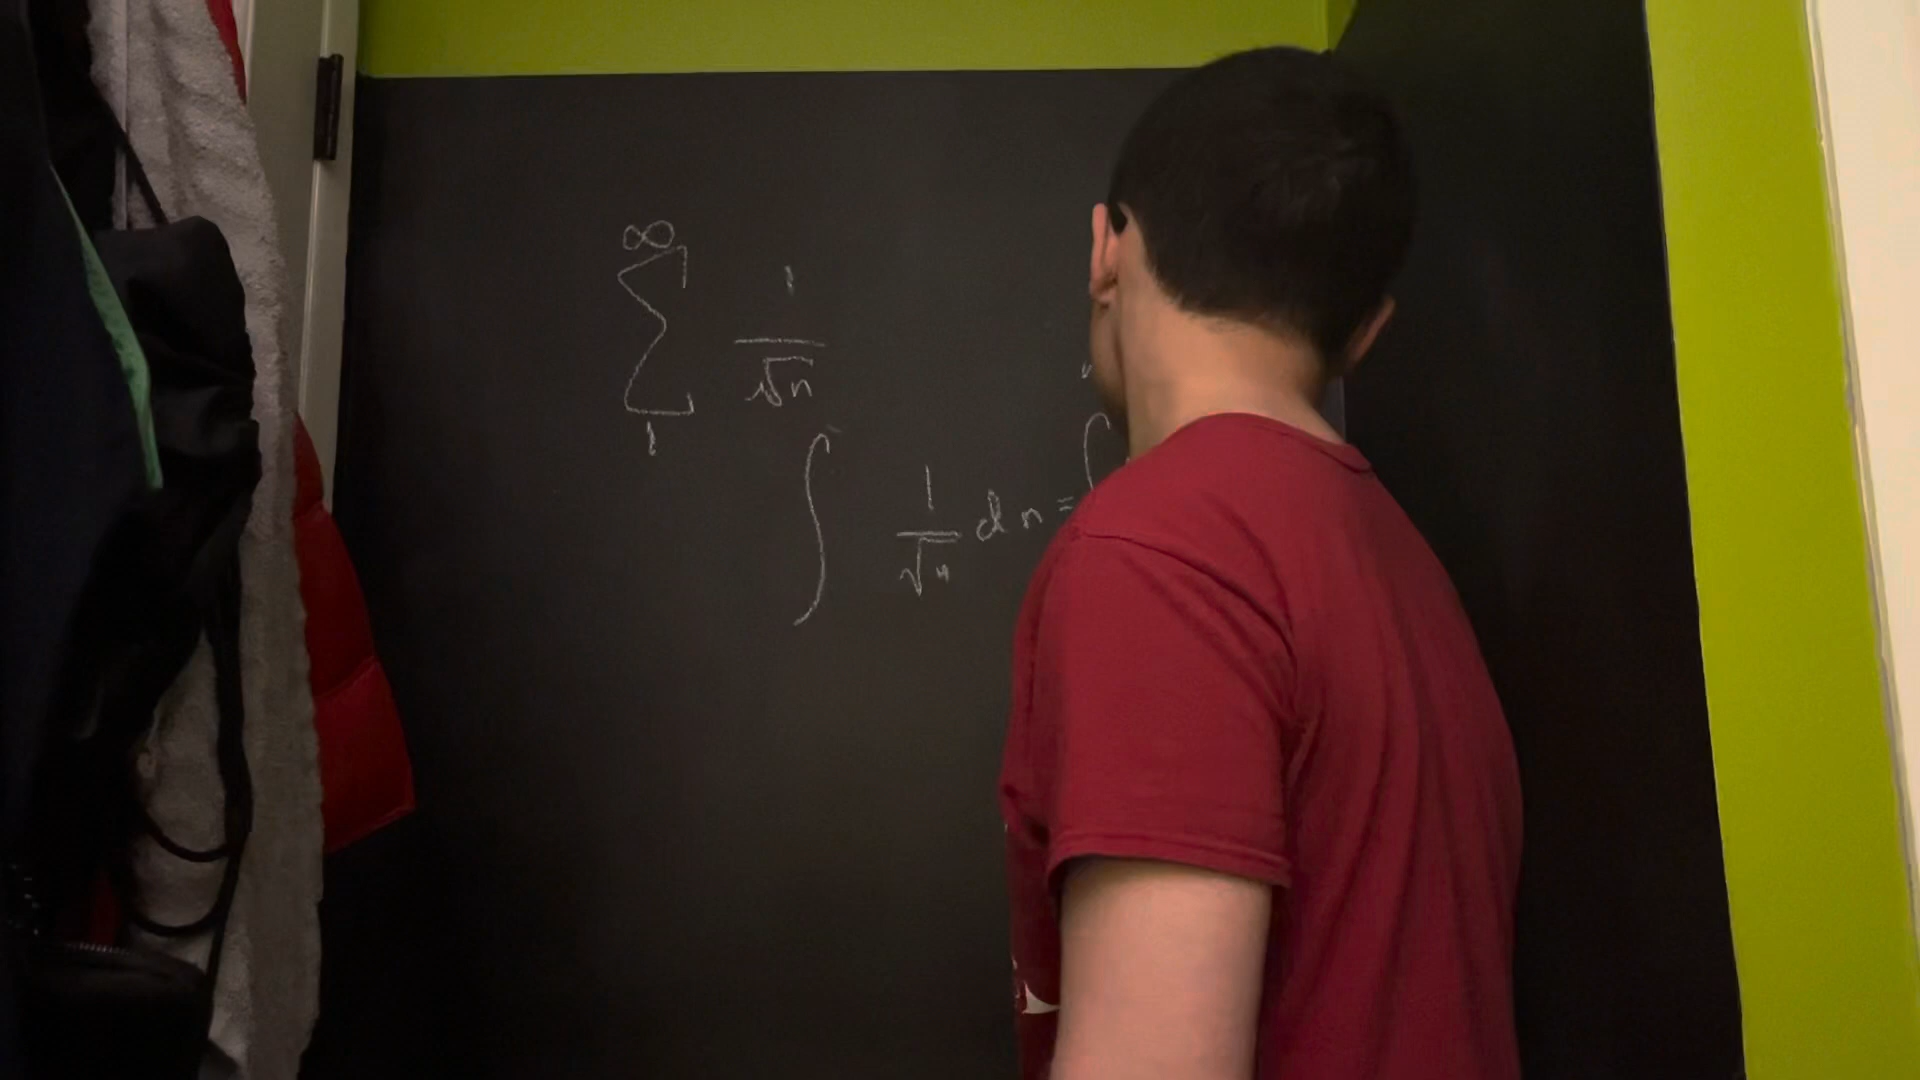 ∞
∑ 1/√n
1
∫ 1/√n dn = ∫